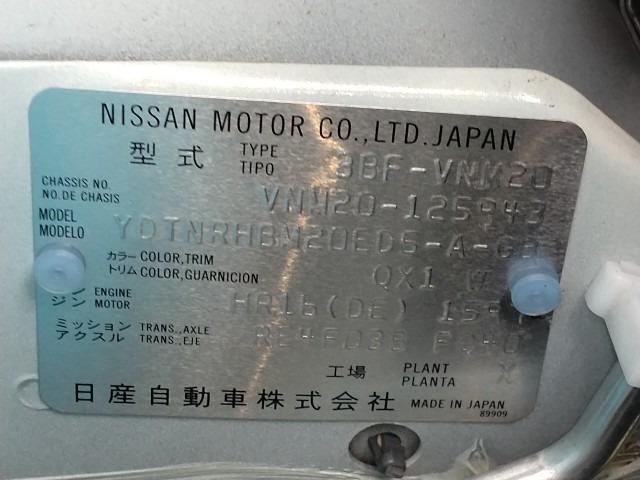 NISSAN MOTOR CO.,LTD. JAPAN
型式 TYPE TIPO 3BF-VNM20
CHASSIS NO. NO.DE CHASIS VNM20-125943
MODEL MODELO YDTNRHBM20EDS-A-GB
カラー COLOR,TRIM
トリム COLOR,GUARNICION QX1
ジン ENGINE MOTOR HR16(DE)
ミッション TRANS.,AXLE
アクスル TRANS.,EJE RE4F03B FQ40
工場 PLANT PLANTA X
日産自動車株式会社 MADE IN JAPAN
89909